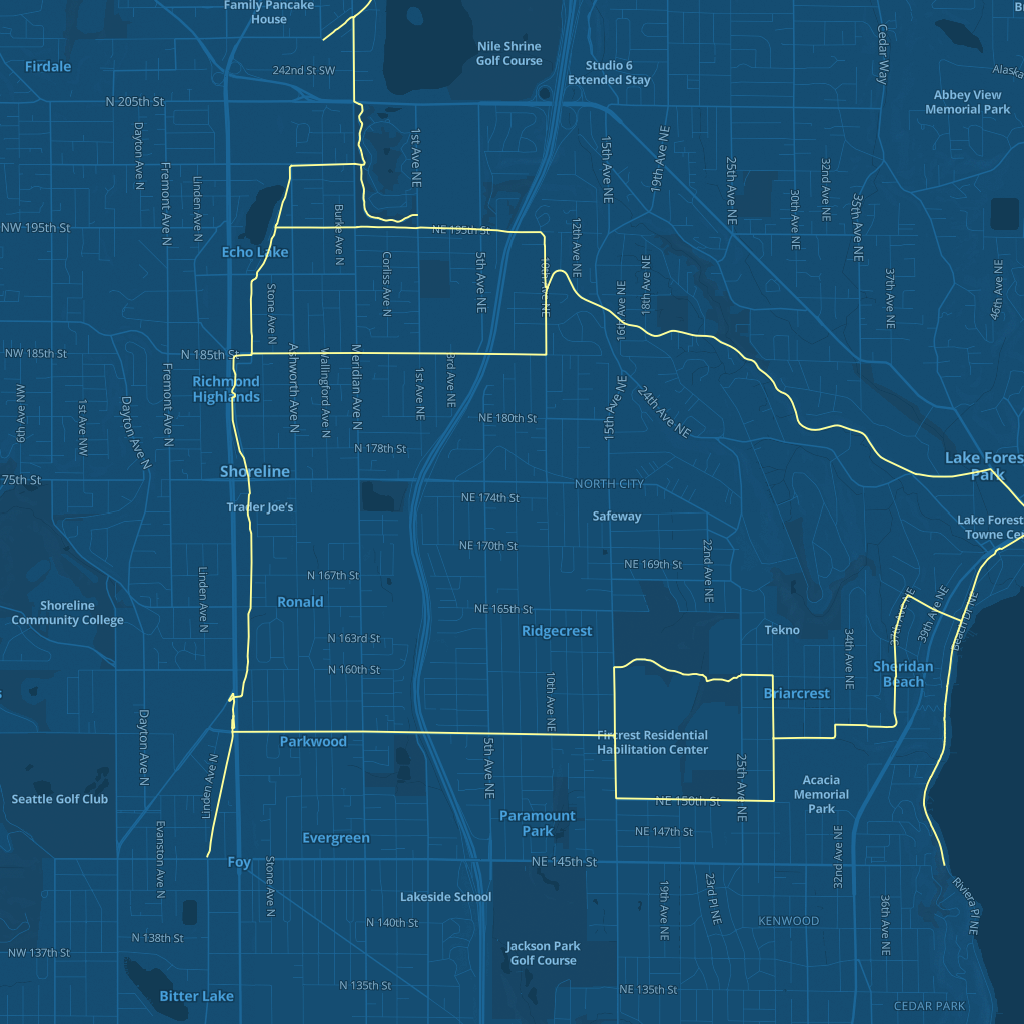 Family Pancake
House
Firdale
Nile Shrine
Golf Course
242nd St SW
Studio 6
Extended Stay
Cedar Way
Alaska
N 205th St
Abbey View
Memorial Park
Dayton Ave N
Fremont Ave N
Linden Ave N
1st Ave NE
15th Ave NE
19th Ave NE
25th Ave NE
32nd Ave NE
30th Ave NE
35th Ave NE
NW 195th St
Burke Ave N
NE 195th St
12th Ave NE
Echo Lake
Corliss Ave N
5th Ave NE
10th Ave NE
18th Ave NE
37th Ave NE
46th Ave NE
Stone Ave N
NW 185th St
N 185th St
Ashworth Ave N
Wallingford Ave N
Meridian Ave N
1st Ave NE
3rd Ave NE
Richmond
Highlands
Fremont Ave N
1st Ave NW
Dayton Ave N
NE 180th St
15th Ave NE
24th Ave NE
N 178th St
Shoreline
75th St
Lake Fores
Park
NORTH CITY
NE 174th St
Trader Joe's
Safeway
Lake Forest
Towne Cen
NE 170th St
22nd Ave NE
NE 169th St
N 167th St
Linden Ave N
Ronald
Shoreline
Community College
NE 165th St
37th Ave NE
39th Ave NE
Beach Dr NE
Ridgecrest
Tekno
N 163rd St
34th Ave NE
N 160th St
Sheridan
Beach
10th Ave NE
Briarcrest
Dayton Ave N
Parkwood
Fircrest Residential
Habilitation Center
5th Ave NE
25th Ave NE
Linden Ave N
Seattle Golf Club
Acacia
Memorial
Park
NE 150th St
Paramount
Park
Evanston Ave N
Evergreen
NE 147th St
32nd Ave NE
Foy
NE 145th St
Stone Ave N
Lakeside School
19th Ave NE
23rd Pl NE
36th Ave NE
Riviera Pl NE
N 140th St
KENWOOD
N 138th St
NW 137th St
Jackson Park
Golf Course
N 135th St
NE 135th St
Bitter Lake
CEDAR PARK